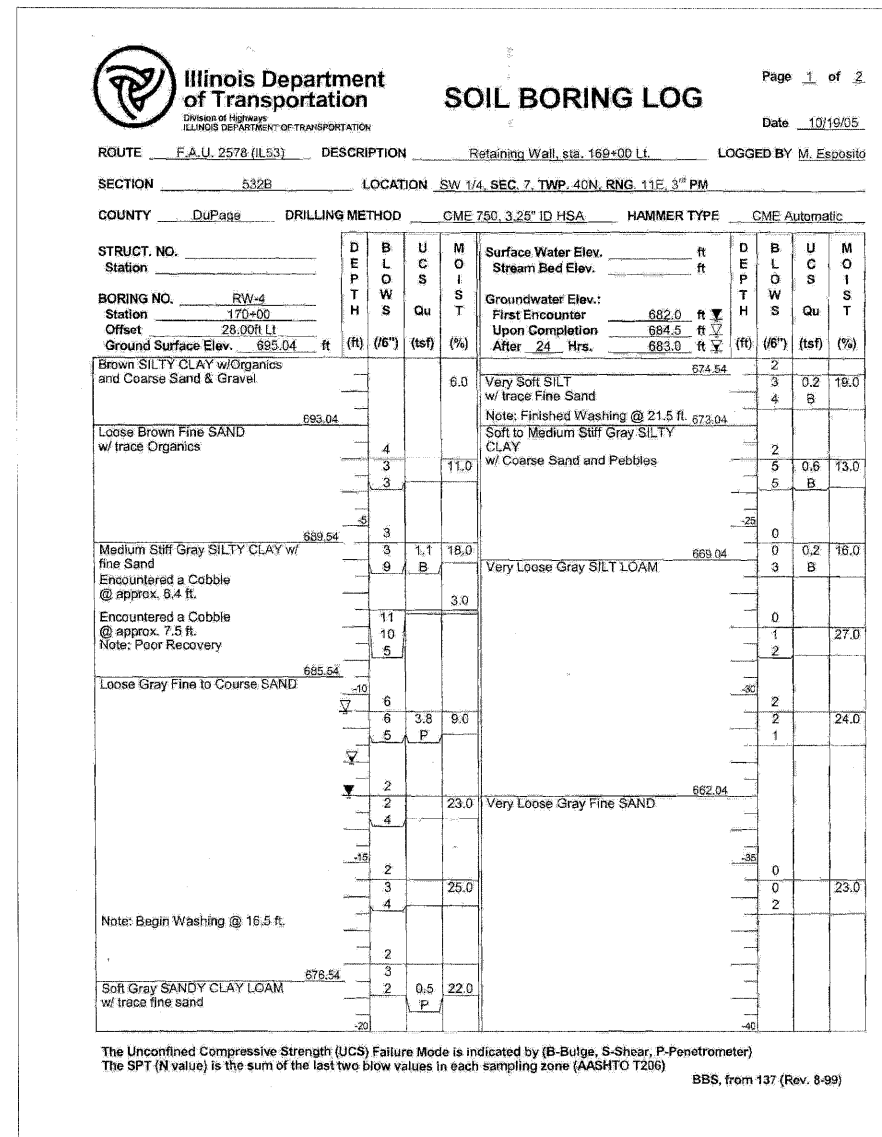 Illinois Department
of Transportation
Division of Highways
ILLINOIS DEPARTMENT OF TRANSPORTATION
SOIL BORING LOG
Page 1 of 2
Date 10/19/05
ROUTE F.A.U. 2578 (IL53) DESCRIPTION Retaining Wall, sta. 169+00 Lt. LOGGED BY M. Esposito
SECTION 532B LOCATION SW 1/4, SEC. 7, TWP. 40N, RNG. 11E, 3rd PM
COUNTY DuPage DRILLING METHOD CME 750, 3.25" ID HSA HAMMER TYPE CME Automatic
STRUCT. NO.
Station
BORING NO. RW-4
Station 170+00
Offset 28.00ft Lt
Ground Surface Elev. 695.04 ft
DEPTH (ft)
BLOWS (/6")
UCS Qu (tsf)
MOIST (%)
Surface Water Elev. ft
Stream Bed Elev. ft
Groundwater Elev.:
First Encounter 682.0 ft
Upon Completion 684.5 ft
After 24 Hrs. 683.0 ft
DEPTH (ft)
BLOWS (/6")
UCS Qu (tsf)
MOIST (%)
Brown SILTY CLAY w/Organics
and Coarse Sand & Gravel
6.0
693.04
Loose Brown Fine SAND
w/ trace Organics
4
3 11.0
3
-5
689.54 3
Medium Stiff Gray SILTY CLAY w/ 3 1.1 18.0
fine Sand 9 B
Encountered a Cobble
@ approx. 6.4 ft.
3.0
Encountered a Cobble 11
@ approx. 7.5 ft. 10
Note: Poor Recovery 5
685.54
Loose Gray Fine to Course SAND
-10
6
6 3.8 9.0
5 P
2
2 23.0
4
-15
2
3 25.0
4
Note: Begin Washing @ 16.5 ft.
2
676.54 3
Soft Gray SANDY CLAY LOAM 2 0.5 22.0
w/ trace fine sand P
-20
674.54 2
Very Soft SILT 3 0.2 19.0
w/ trace Fine Sand 4 B
Note: Finished Washing @ 21.5 ft. 673.04
Soft to Medium Stiff Gray SILTY
CLAY 2
w/ Coarse Sand and Pebbles 5 0.6 13.0
5 B
-25
0
669.04 0 0.2 16.0
Very Loose Gray SILT LOAM 3 B
0
1 27.0
2
-30
2
2 24.0
1
662.04
Very Loose Gray Fine SAND
-35
0
0 23.0
2
-40
The Unconfined Compressive Strength (UCS) Failure Mode is indicated by (B-Bulge, S-Shear, P-Penetrometer)
The SPT (N value) is the sum of the last two blow values in each sampling zone (AASHTO T206)
BBS, from 137 (Rev. 8-99)